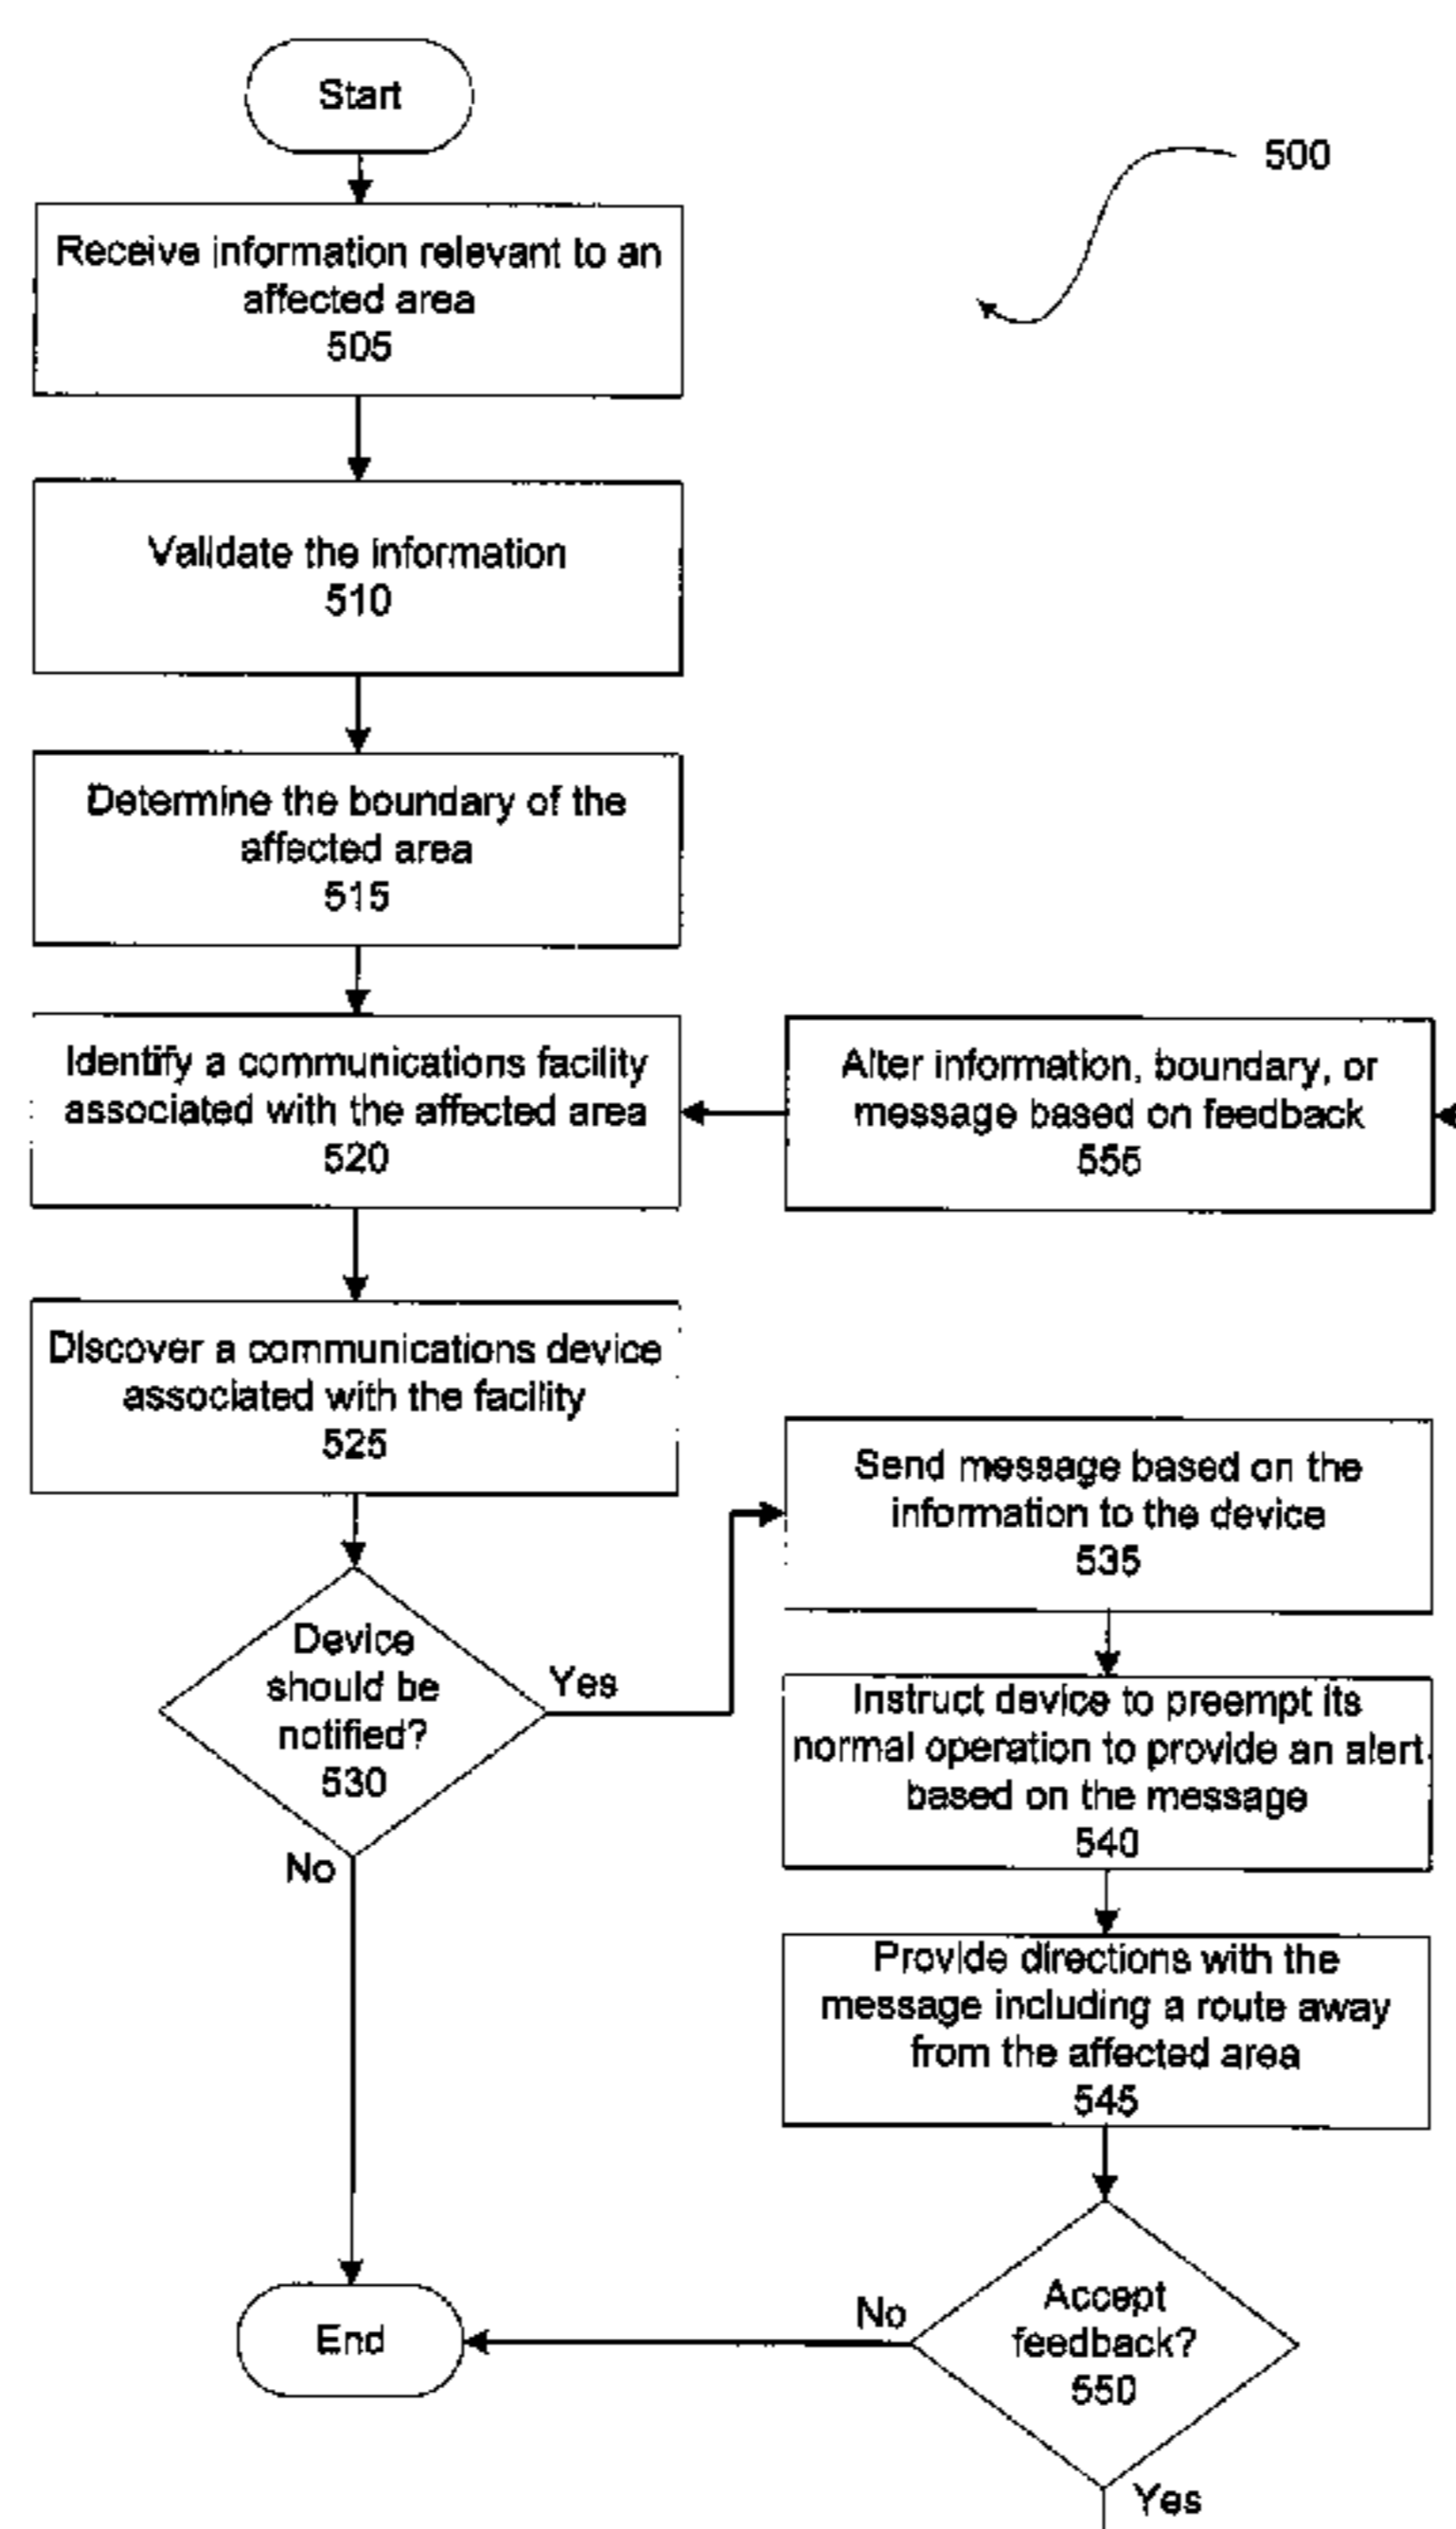 Start
500
Receive information relevant to an
affected area
505
Validate the information
510
Determine the boundary of the
affected area
515
Identify a communications facility
associated with the affected area
520
Alter information, boundary, or
message based on feedback
555
Discover a communications device
associated with the facility
525
Send message based on the
information to the device
535
Device
should be
notified?
530
Yes
No
Instruct device to preempt its
normal operation to provide an alert
based on the message
540
Provide directions with the
message including a route away
from the affected area
545
Accept
feedback?
550
No
End
Yes